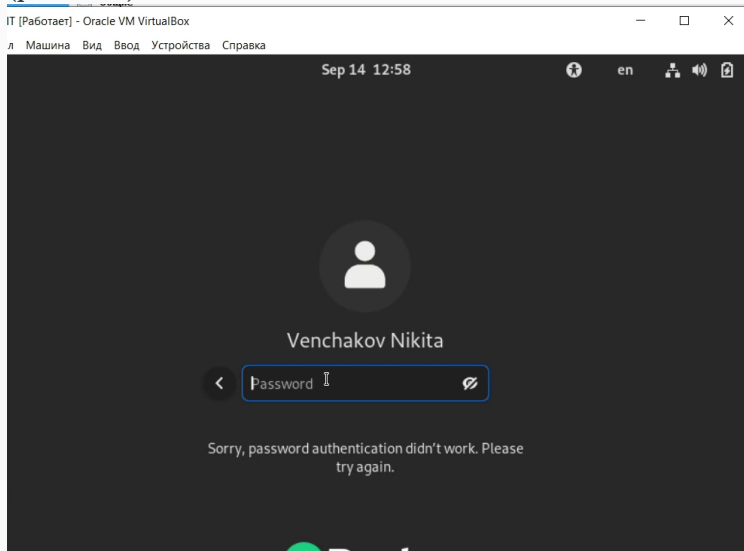 IT [Работает] - Oracle VM VirtualBox
л Машина Вид Ввод Устройства Справка
Sep 14 12:58
en
Venchakov Nikita
Password
Sorry, password authentication didn't work. Please
try again.